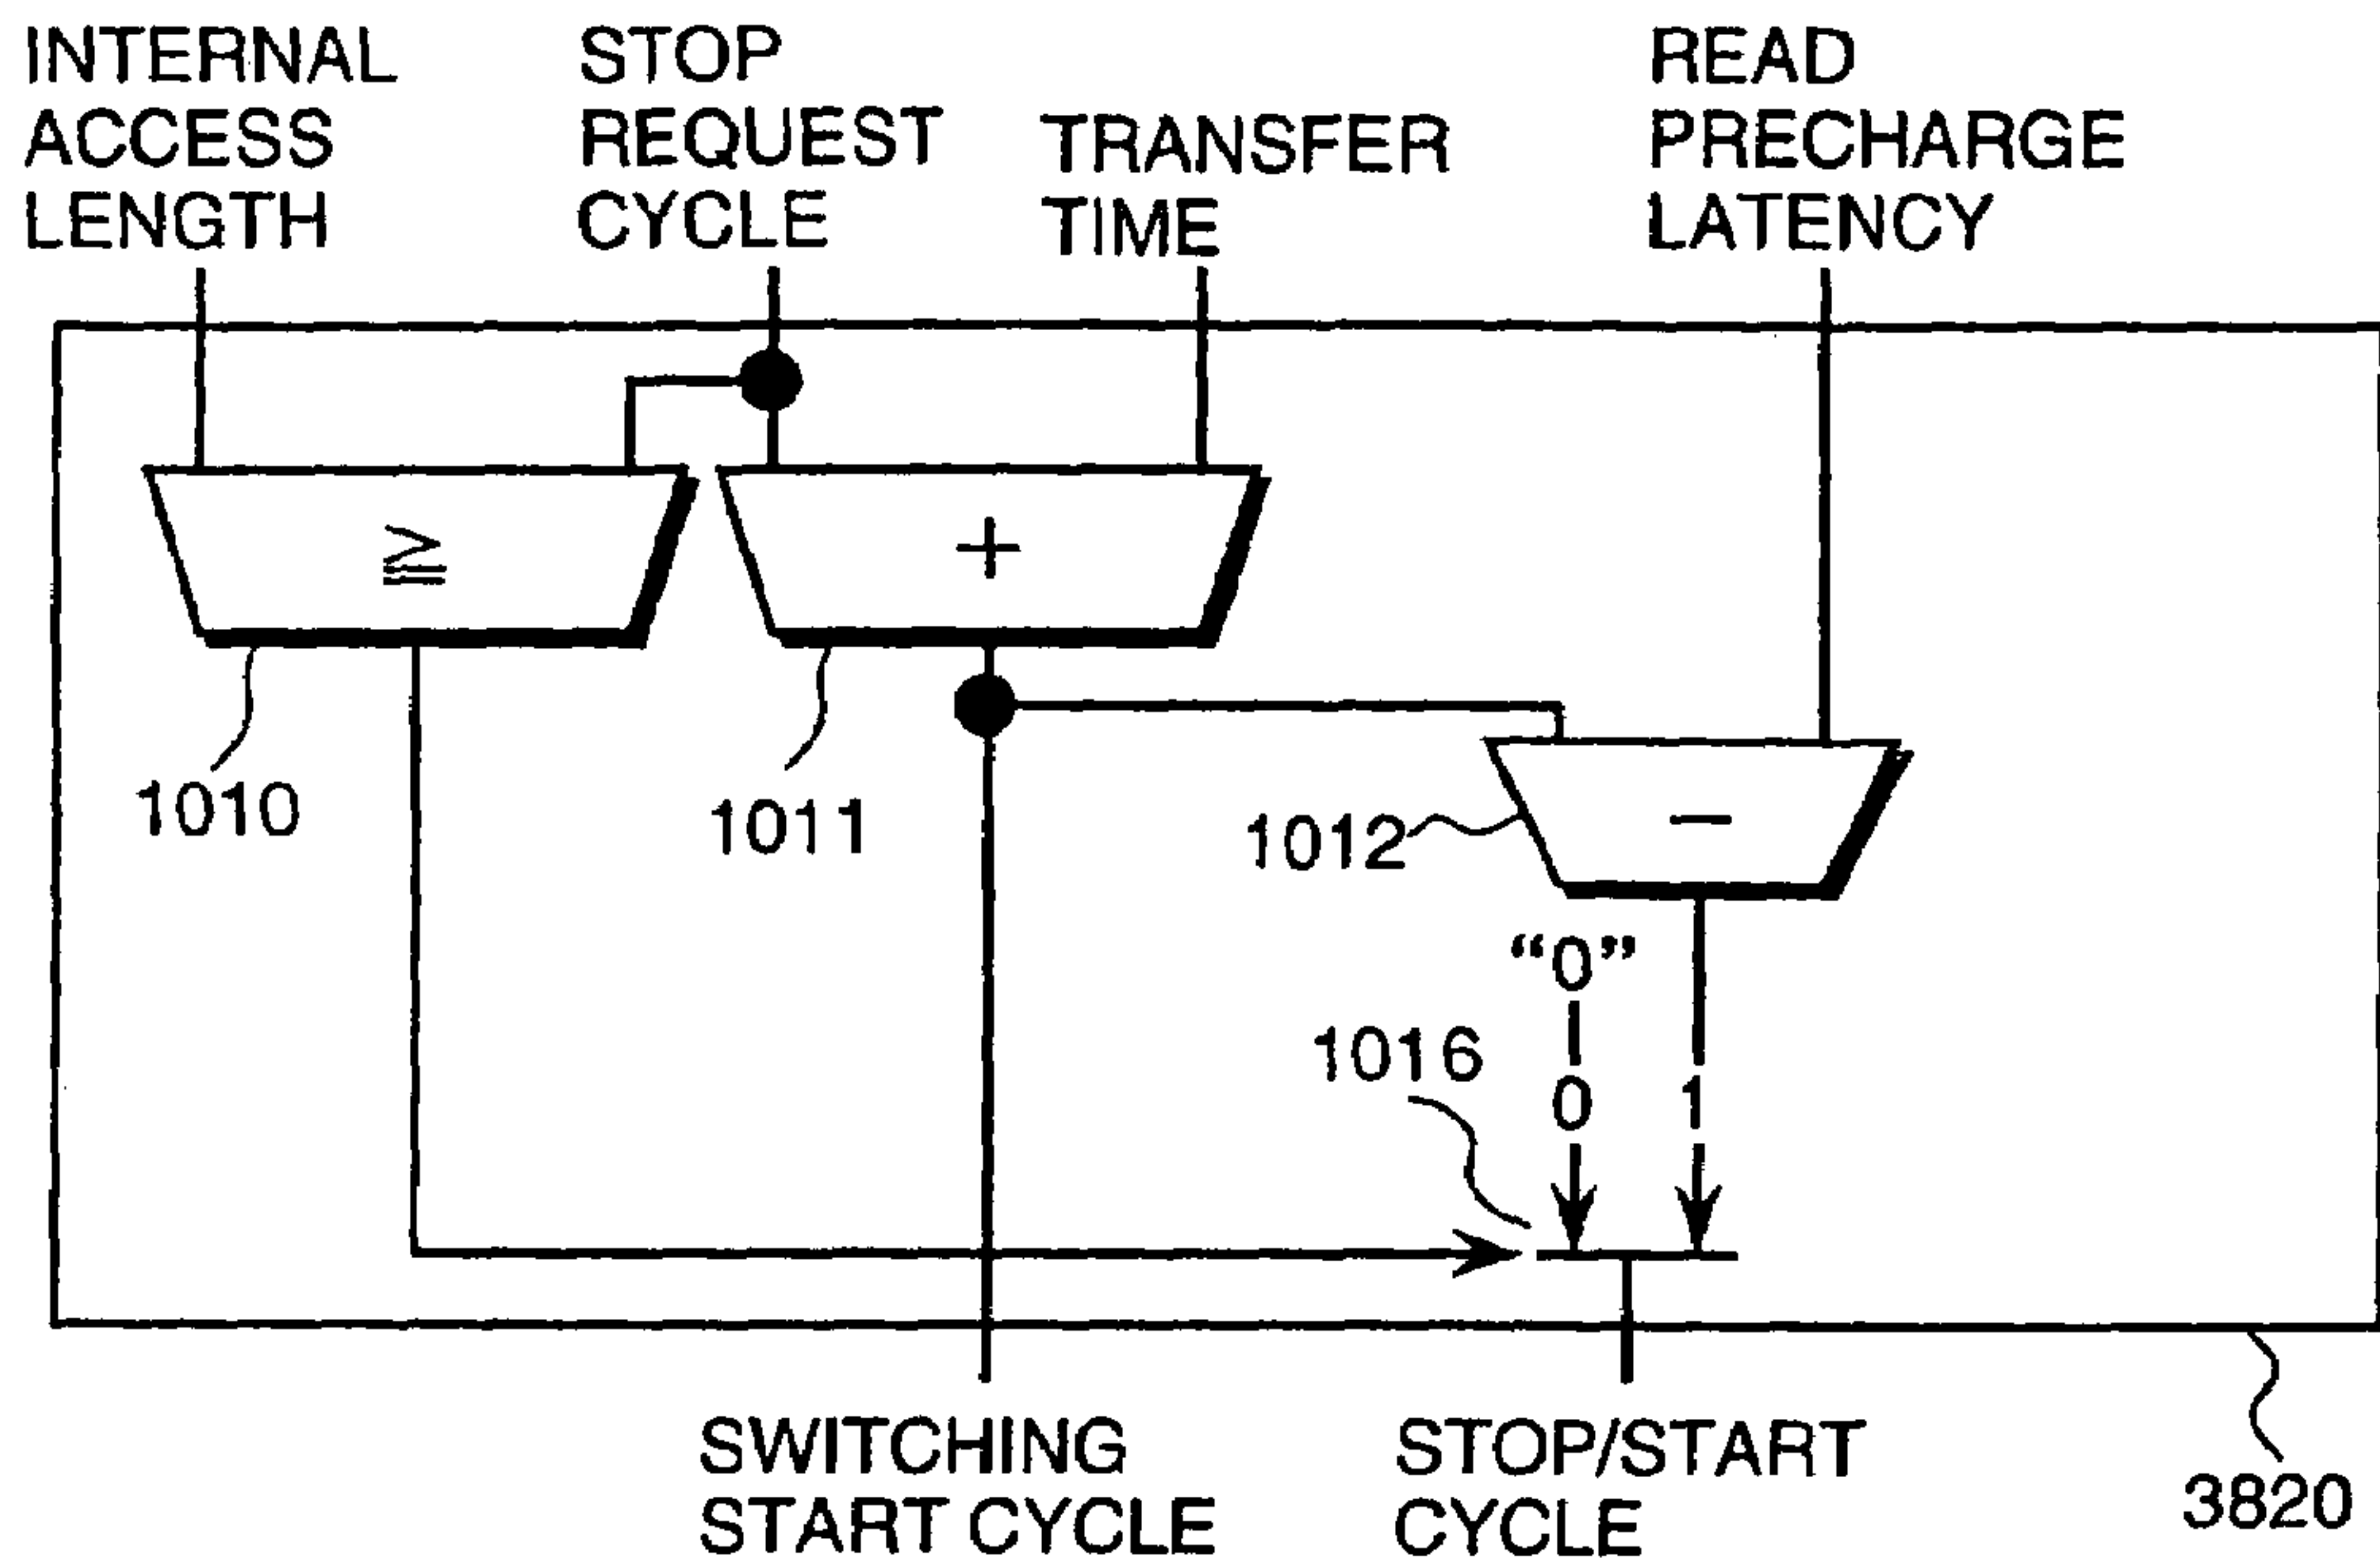 INTERNAL
ACCESS
LENGTH
STOP
REQUEST
CYCLE
TRANSFER
TIME
READ
PRECHARGE
LATENCY
≧
+
1010
1011
1012
−
“0”
1016
0
1
SWITCHING
START CYCLE
STOP/START
CYCLE
3820